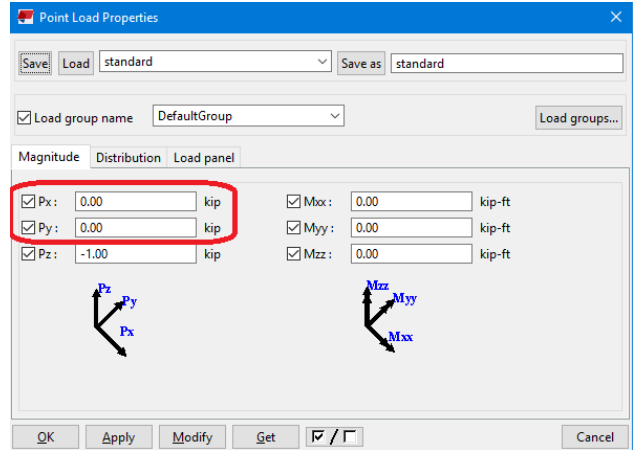 Point Load Properties
Save Load standard Save as standard
Load group name DefaultGroup Load groups...
Magnitude Distribution Load panel
Px : 0.00 kip Mxx : 0.00 kip-ft
Py : 0.00 kip Myy : 0.00 kip-ft
Pz : -1.00 kip Mzz : 0.00 kip-ft
Pz Mzz
Py Myy
Px Mxx
OK Apply Modify Get / Cancel